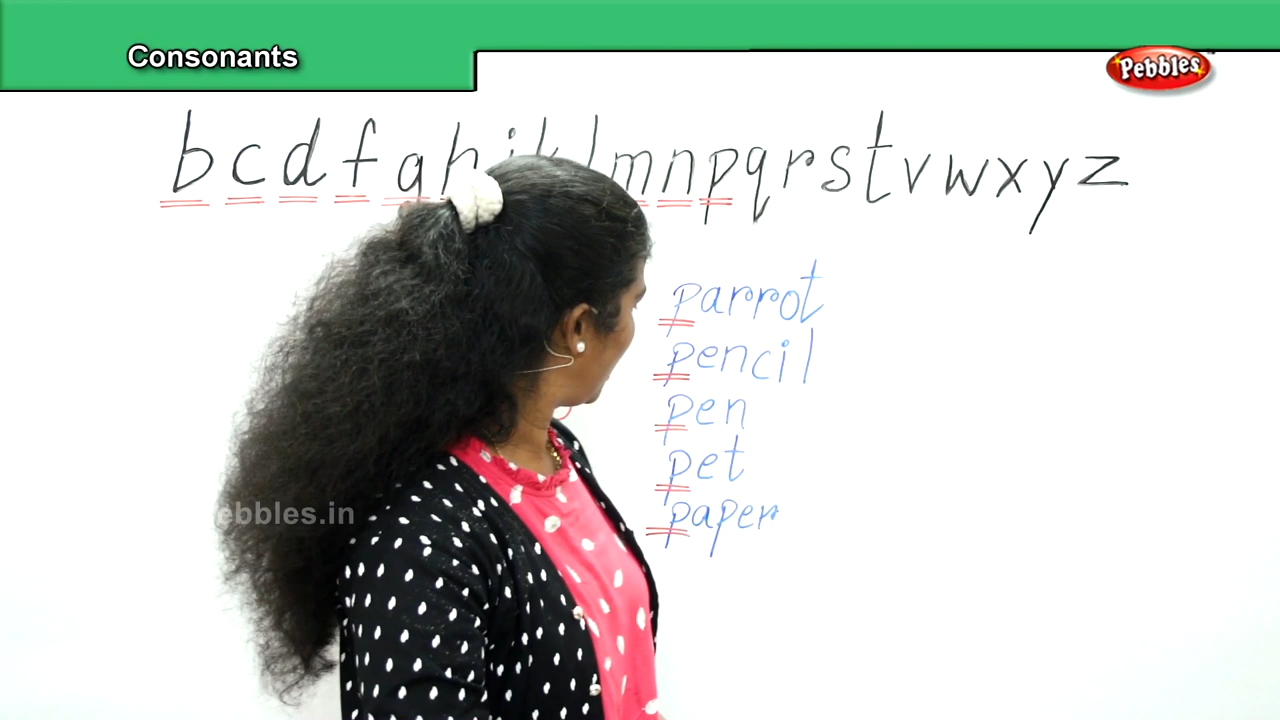 Consonants
Pebbles
b c d f g h j k l m n p q r s t v w x y z
parrot
pencil
pen
pet
paper
ebbles.in